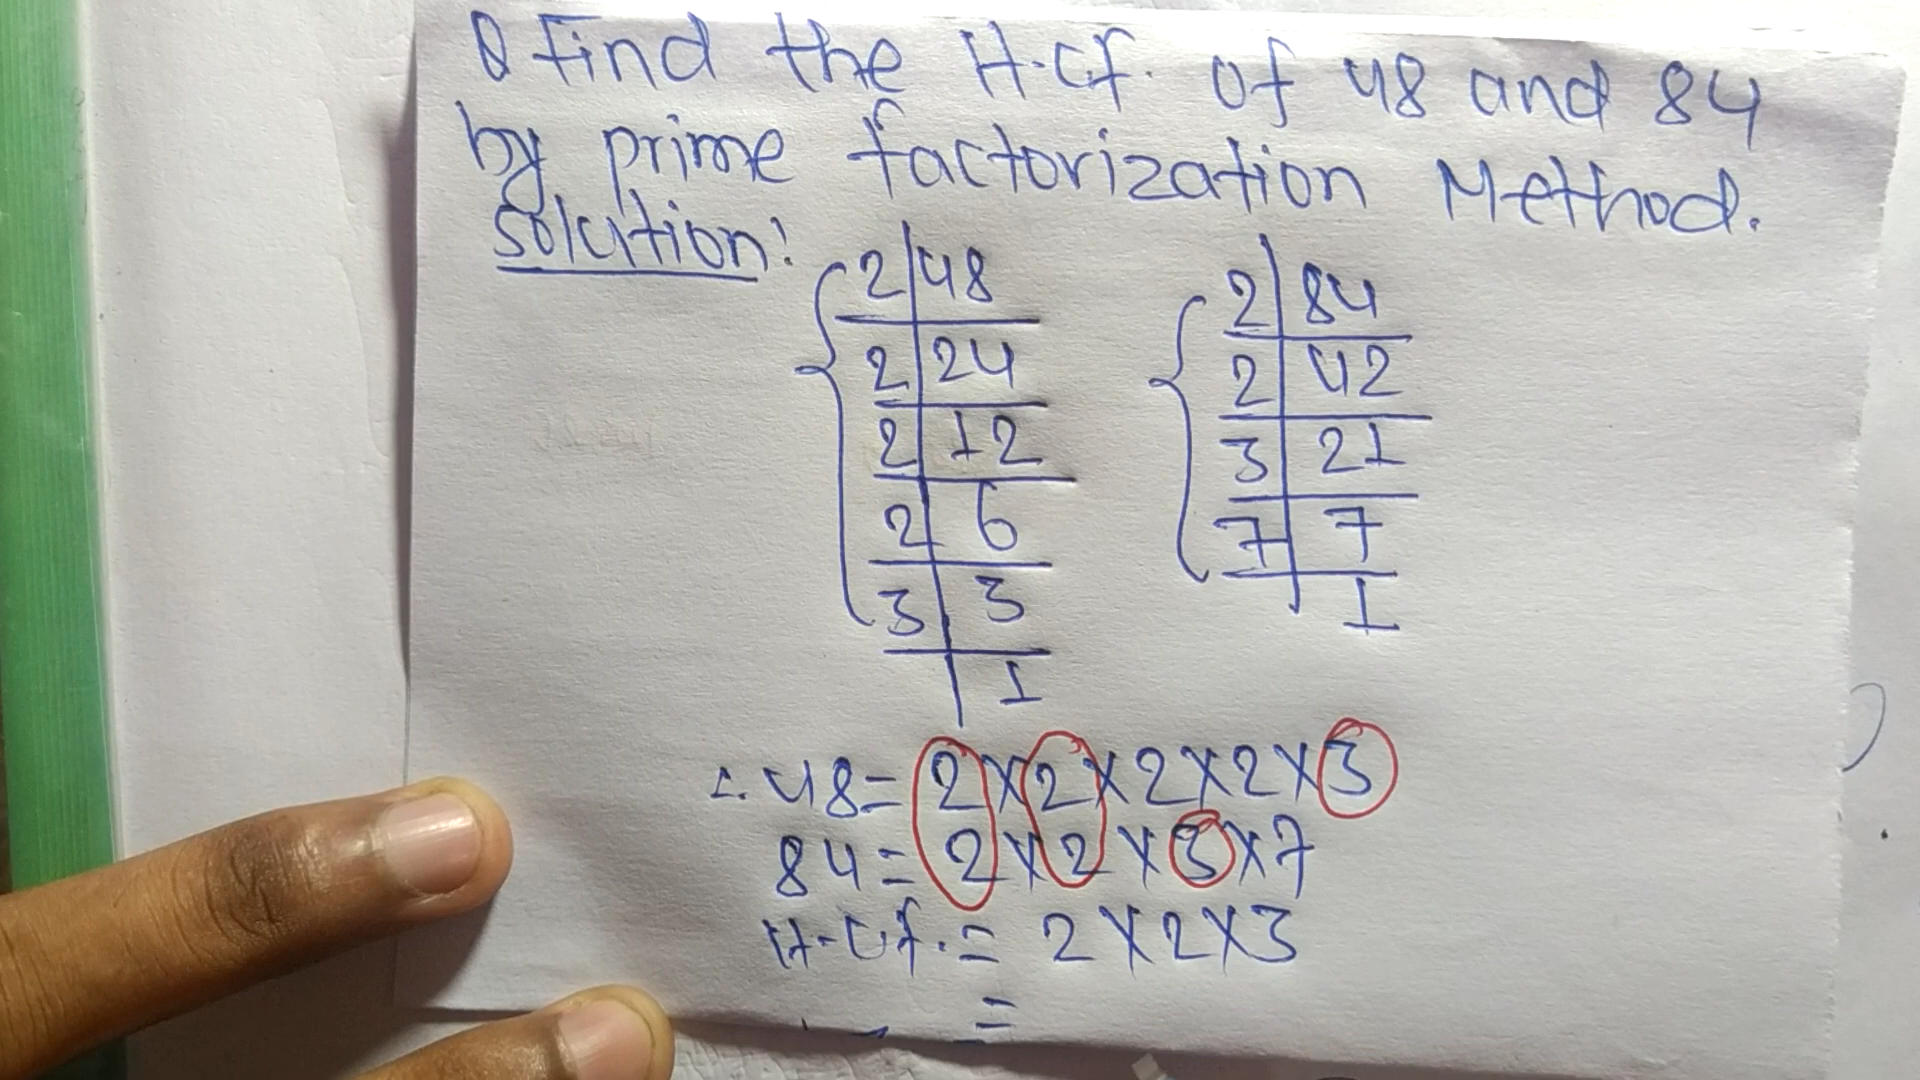 Q Find the H.C.f. of 48 and 84
by prime factorization Method.
solution:
2 48
2 24
2 12
2 6
3 3
1
2 84
2 42
3 21
7 7
1
∴ 48= 2×2×2×2×3
84= 2×2×3×7
H.C.f. = 2×2×3
=